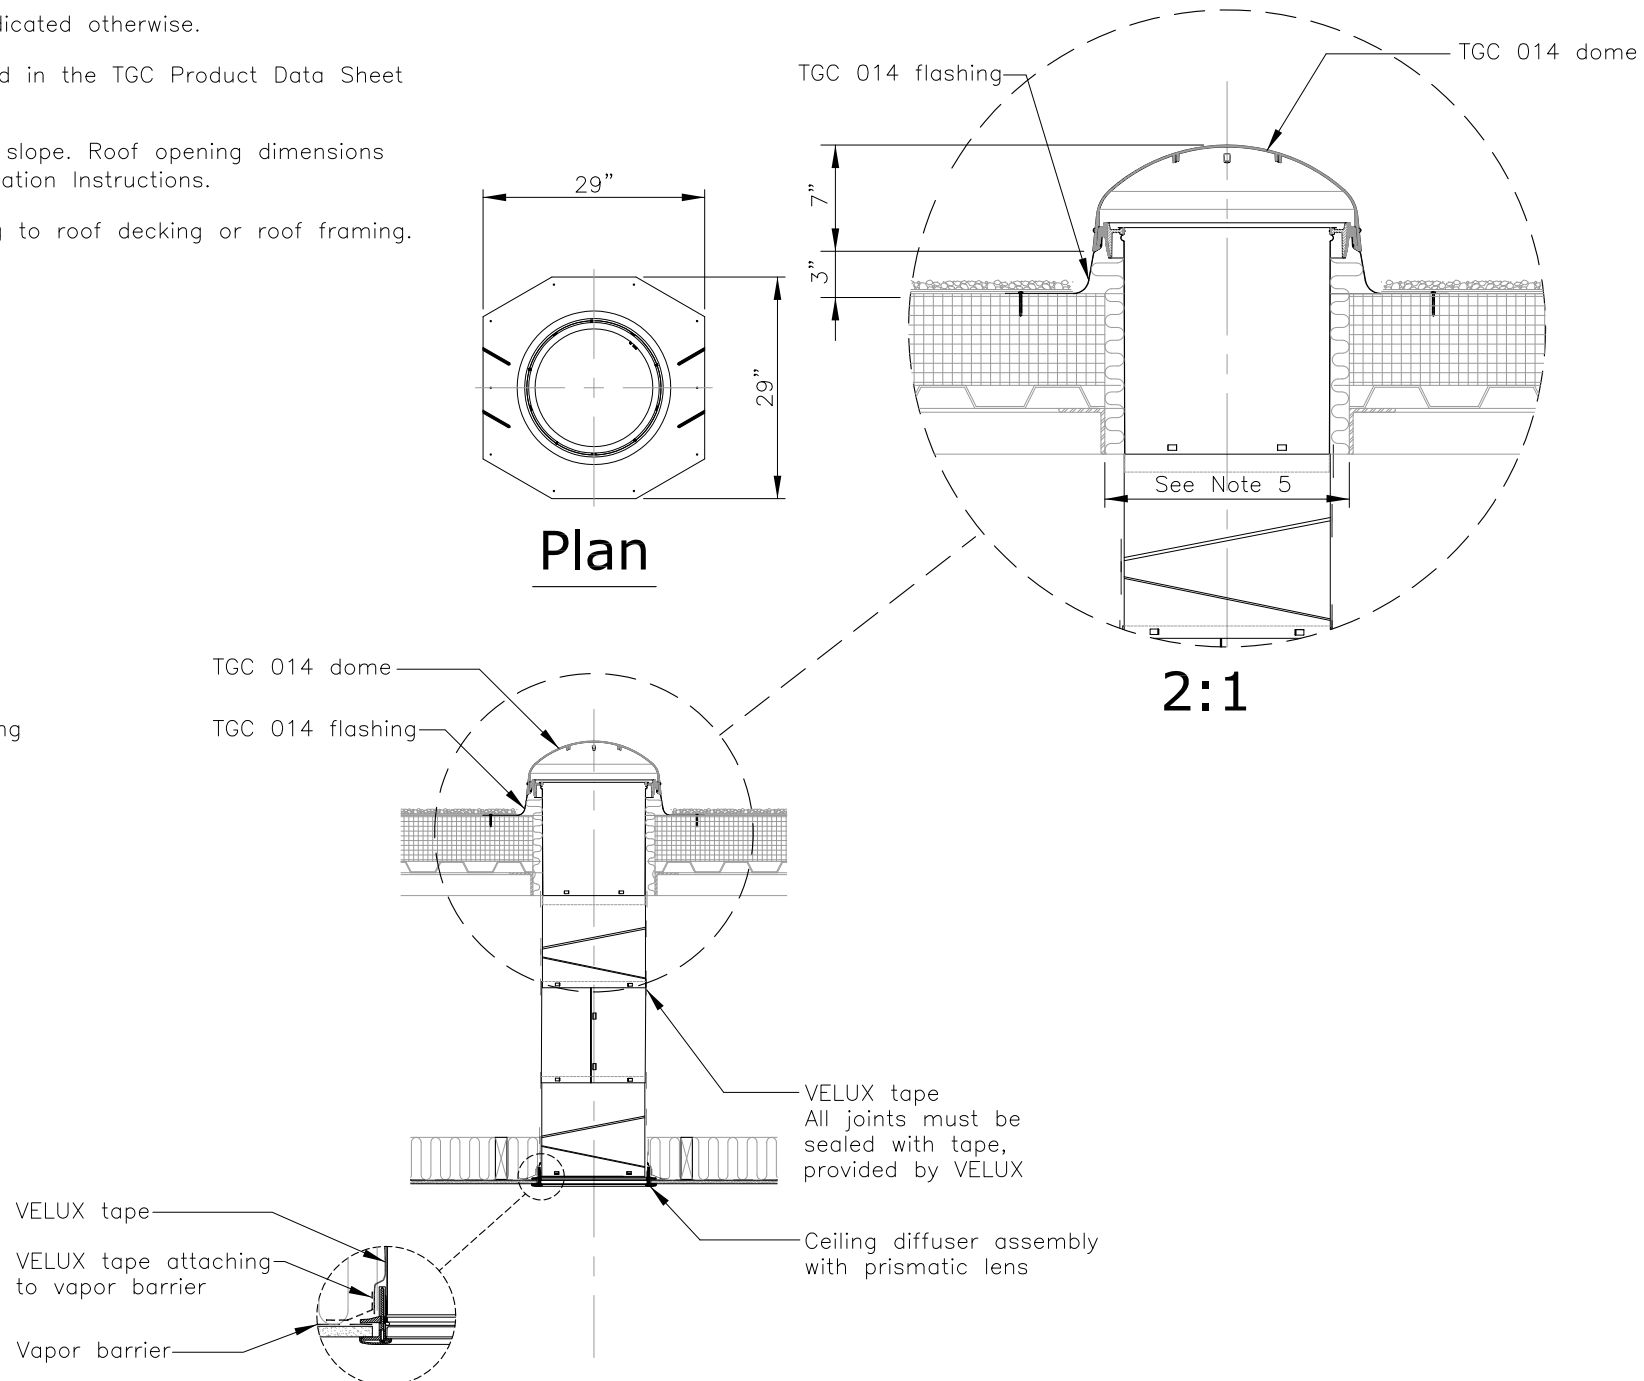 dicated otherwise.
d in the TGC Product Data Sheet
slope. Roof opening dimensions
ation Instructions.
g to roof decking or roof framing.
29”
29”
Plan
TGC 014 flashing
TGC 014 dome
7”
3”
See Note 5
2:1
TGC 014 dome
ng
TGC 014 flashing
VELUX tape
All joints must be
sealed with tape,
provided by VELUX
Ceiling diffuser assembly
with prismatic lens
VELUX tape
VELUX tape attaching
to vapor barrier
Vapor barrier